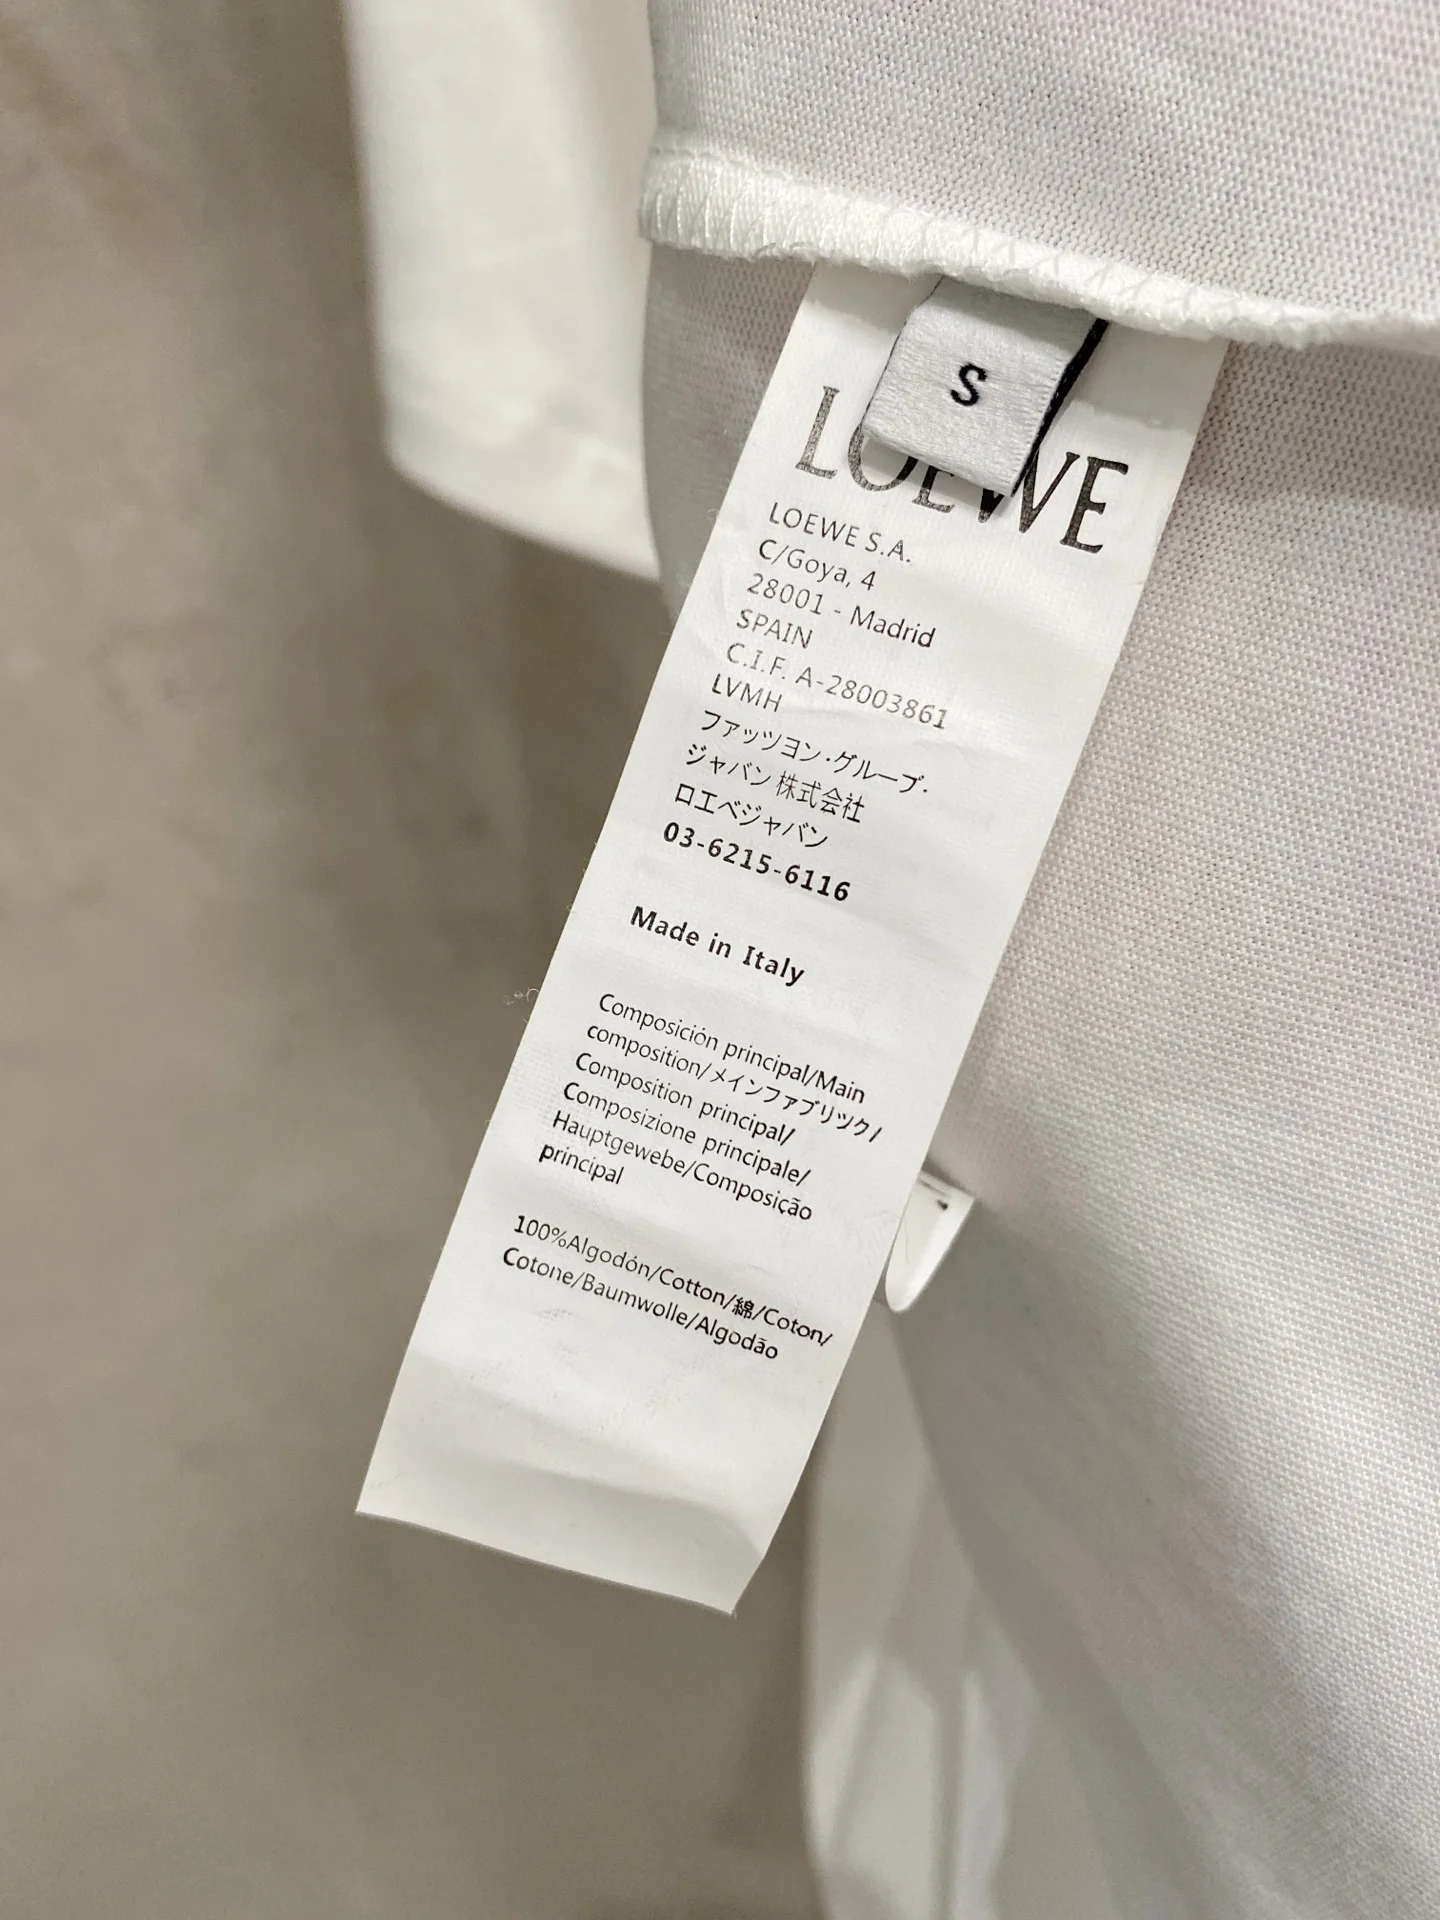 S
LOEWE
LOEWE S.A.
C/Goya, 4
28001 - Madrid
SPAIN
C.I.F. A-28003861
LVMH
ファッツヨン·グループ·
ジャバン 株式会社
ロエベジャバン
03-6215-6116
Made in Italy
Composición principal/Main
composition/メインファブリツク/
Composition principal/
Composizione principale/
Hauptgewebe/Composição
principal
100%Algodón/Cotton/綿/Coton/
Cotone/Baumwolle/Algodão